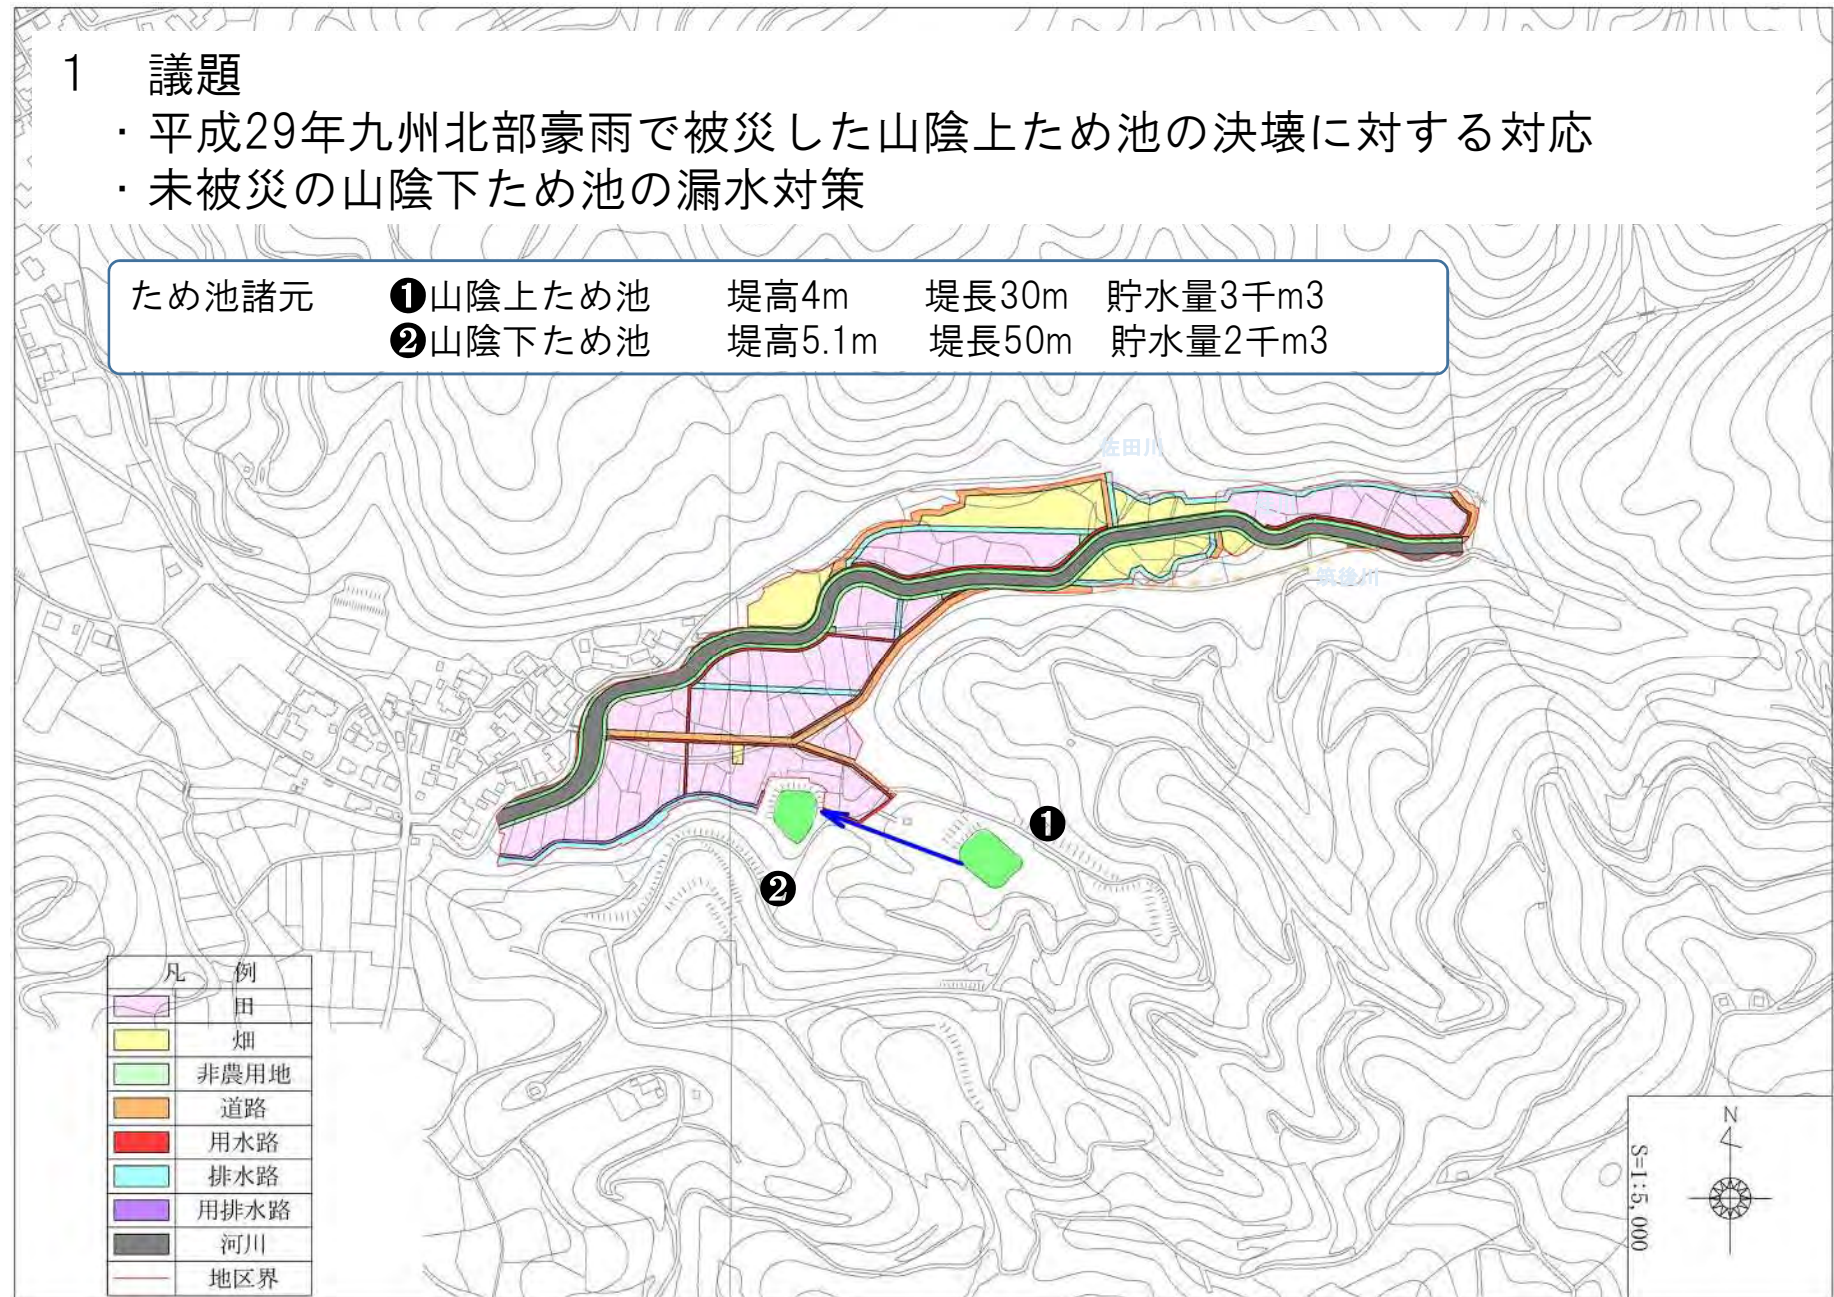 1　議題
・平成29年九州北部豪雨で被災した山陰上ため池の決壊に対する対応
・未被災の山陰下ため池の漏水対策
ため池諸元 ❶山陰上ため池 堤高4m 堤長30m 貯水量3千m3
❷山陰下ため池 堤高5.1m 堤長50m 貯水量2千m3
佐田川
筑後川
❶
❷
凡　例
田
畑
非農用地
道路
用水路
排水路
用排水路
河川
地区界
N
S=1:5,000